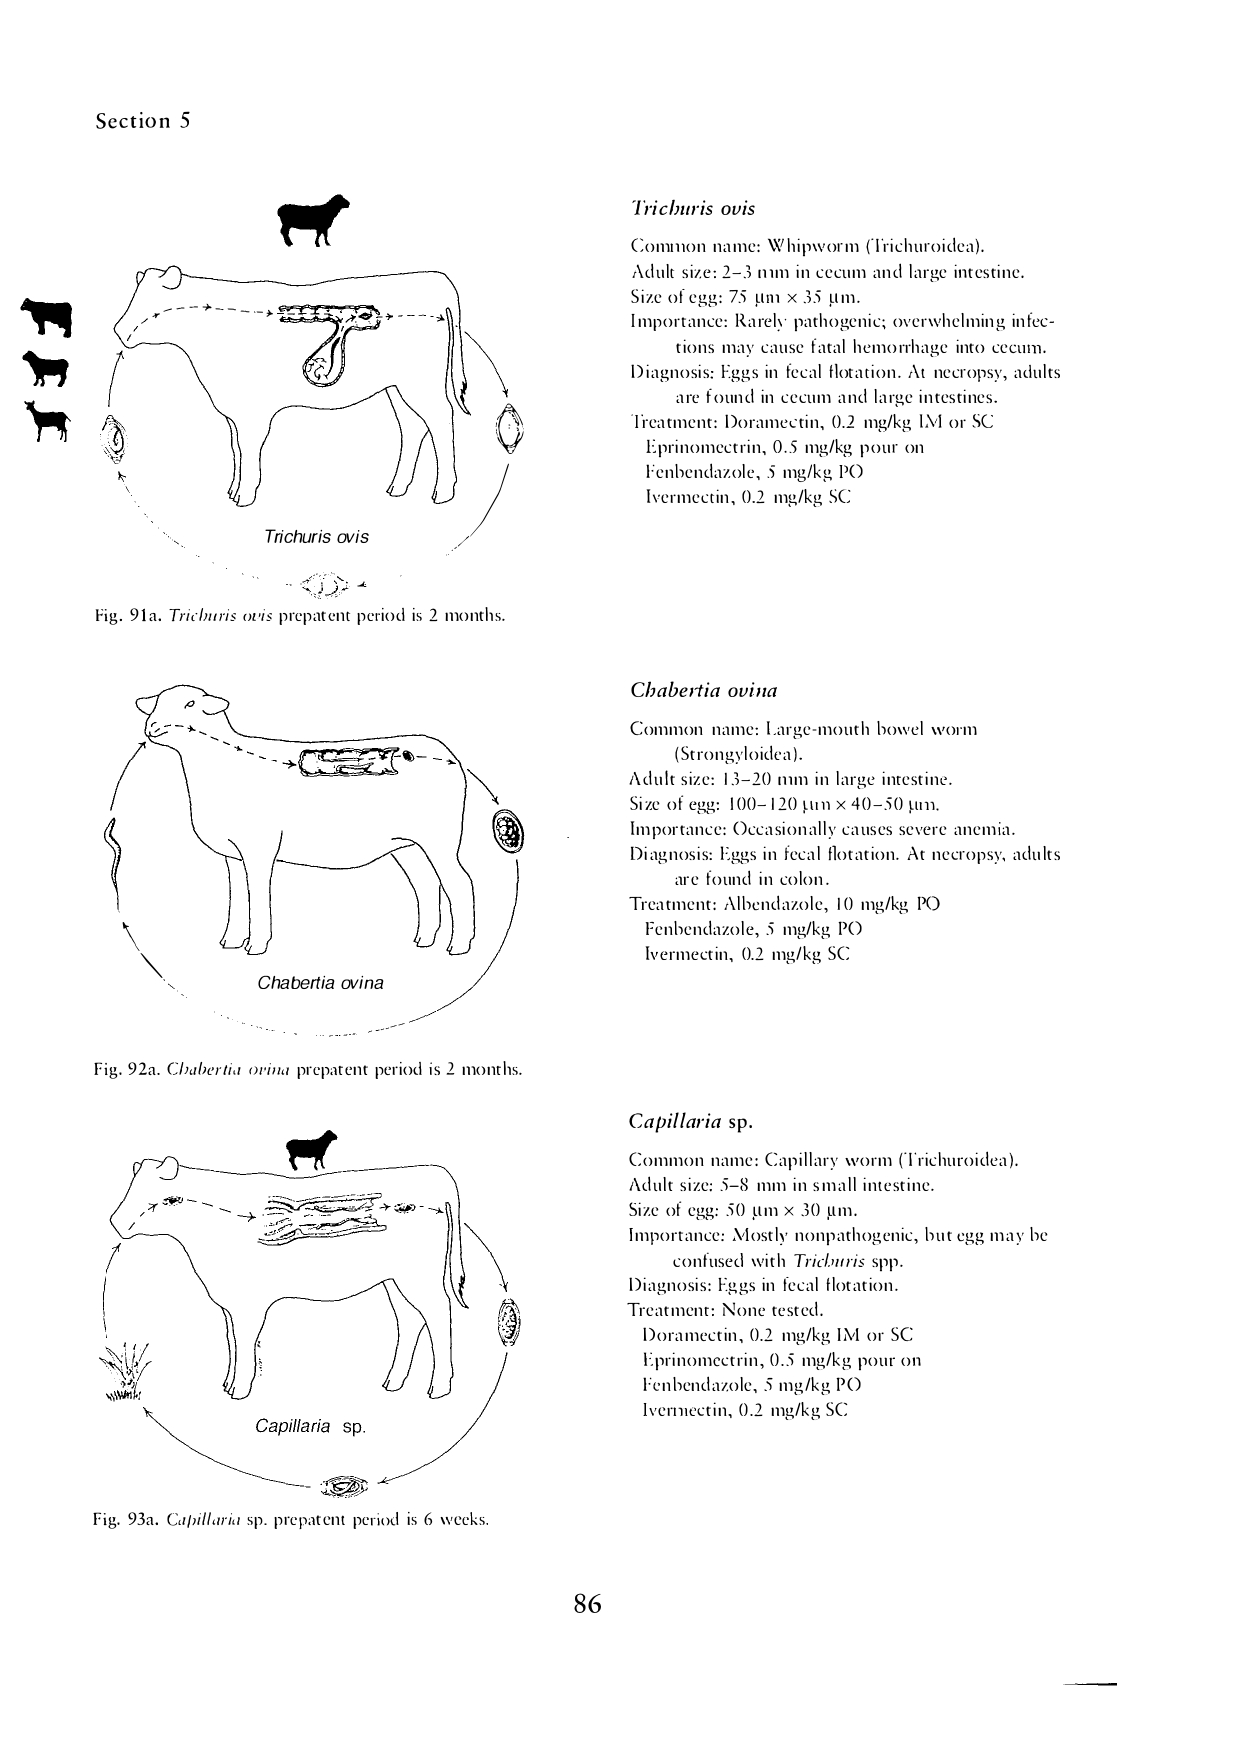 Section 5
Trichuris ovis
Common name: Whipworm (Trichuroidea).
Adult size: 2–3 mm in cecum and large intestine.
Size of egg: 75 µm × 35 µm.
Importance: Rarely pathogenic; overwhelming infec-
tions may cause fatal hemorrhage into cecum.
Diagnosis: Eggs in fecal flotation. At necropsy, adults
are found in cecum and large intestines.
Treatment: Doramectin, 0.2 mg/kg IM or SC
Eprinomectrin, 0.5 mg/kg pour on
Fenbendazole, 5 mg/kg PO
Ivermectin, 0.2 mg/kg SC
Trichuris ovis
Fig. 91a. Trichuris ovis prepatent period is 2 months.
Chabertia ovina
Common name: Large-mouth bowel worm
(Strongyloidea).
Adult size: 13–20 mm in large intestine.
Size of egg: 100–120 µm × 40–50 µm.
Importance: Occasionally causes severe anemia.
Diagnosis: Eggs in fecal flotation. At necropsy, adults
are found in colon.
Treatment: Albendazole, 10 mg/kg PO
Fenbendazole, 5 mg/kg PO
Ivermectin, 0.2 mg/kg SC
Chabertia ovina
Fig. 92a. Chabertia ovina prepatent period is 2 months.
Capillaria sp.
Common name: Capillary worm (Trichuroidea).
Adult size: 5–8 mm in small intestine.
Size of egg: 50 µm × 30 µm.
Importance: Mostly nonpathogenic, but egg may be
confused with Trichuris spp.
Diagnosis: Eggs in fecal flotation.
Treatment: None tested.
Doramectin, 0.2 mg/kg IM or SC
Eprinomectrin, 0.5 mg/kg pour on
Fenbendazole, 5 mg/kg PO
Ivermectin, 0.2 mg/kg SC
Capillaria sp.
Fig. 93a. Capillaria sp. prepatent period is 6 weeks.
86